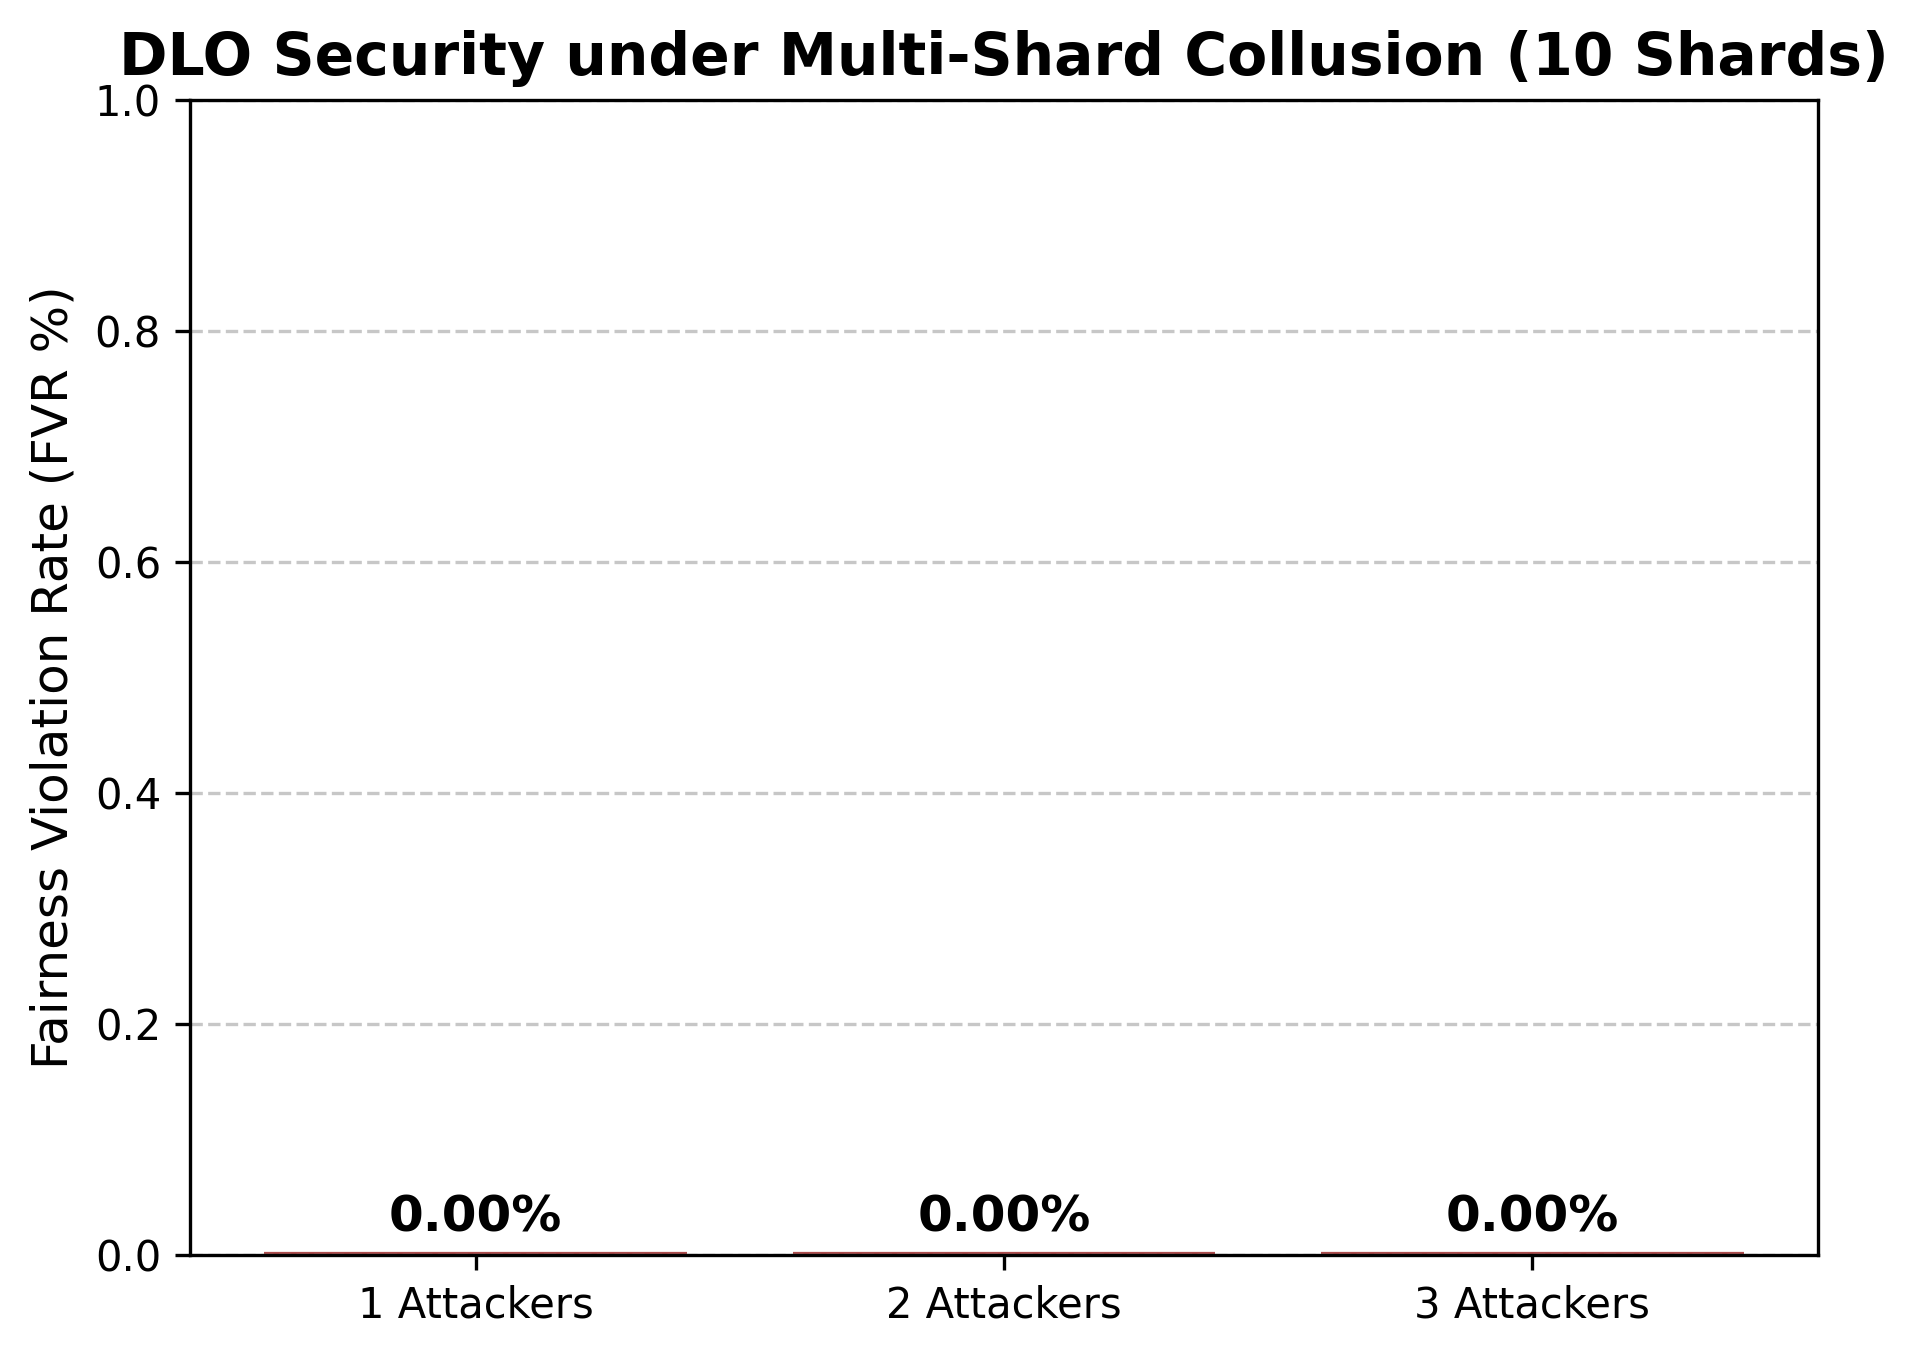 DLO Security under Multi-Shard Collusion (10 Shards)
Fairness Violation Rate (FVR %)
1.0
0.8
0.6
0.4
0.2
0.0
0.00%
0.00%
0.00%
1 Attackers
2 Attackers
3 Attackers